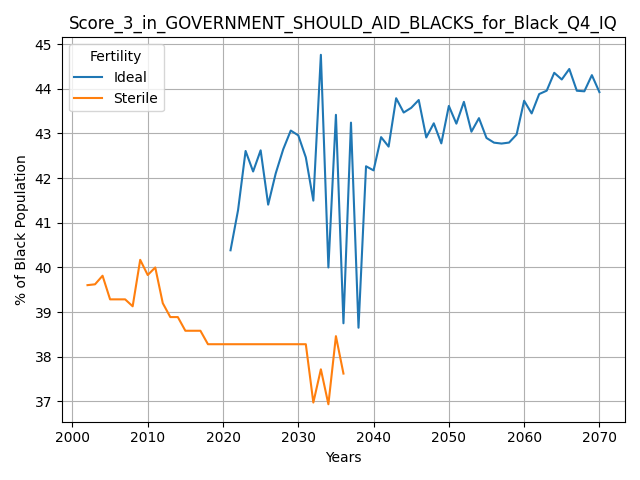 Score_3_in_GOVERNMENT_SHOULD_AID_BLACKS_for_Black_Q4_IQ
45
44
43
42
41
40
39
38
37
% of Black Population
Fertility
Ideal
Sterile
2000 2010 2020 2030 2040 2050 2060 2070
Years